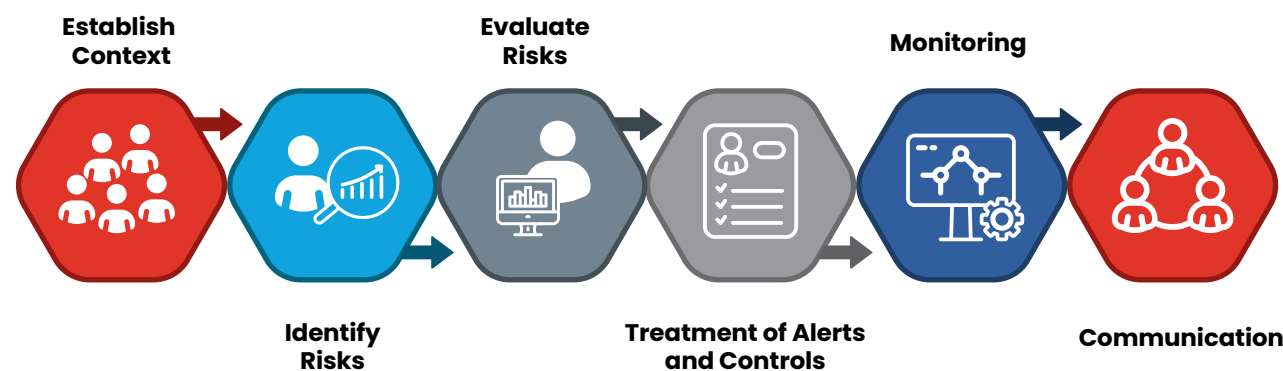 Establish
Context
Identify
Risks
Evaluate
Risks
Treatment of Alerts
and Controls
Monitoring
Communication